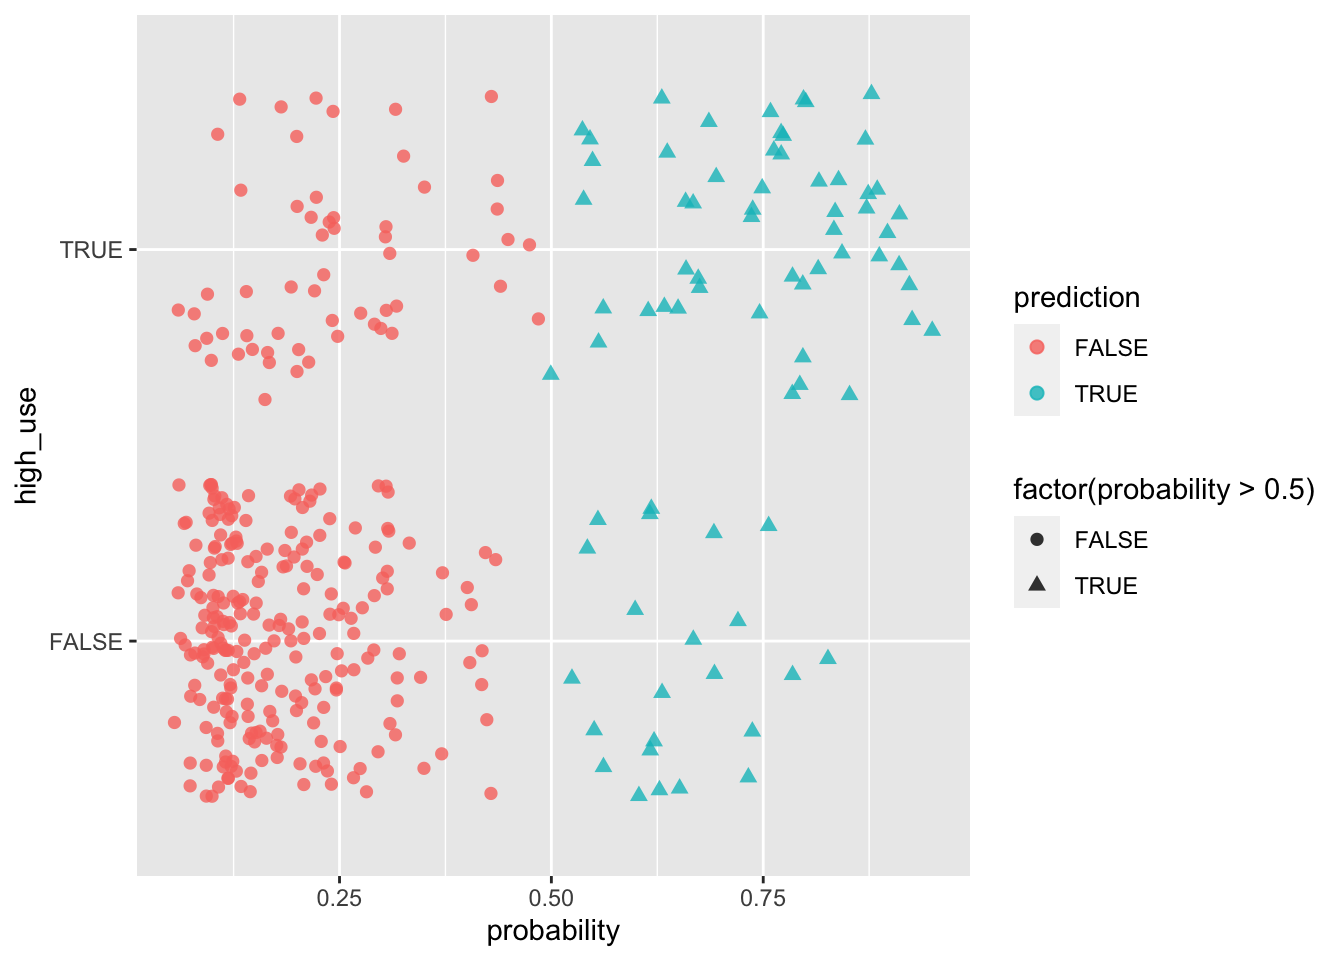 high_use
TRUE
FALSE
0.25
0.50
0.75
probability
prediction
FALSE
TRUE
factor(probability > 0.5)
FALSE
TRUE